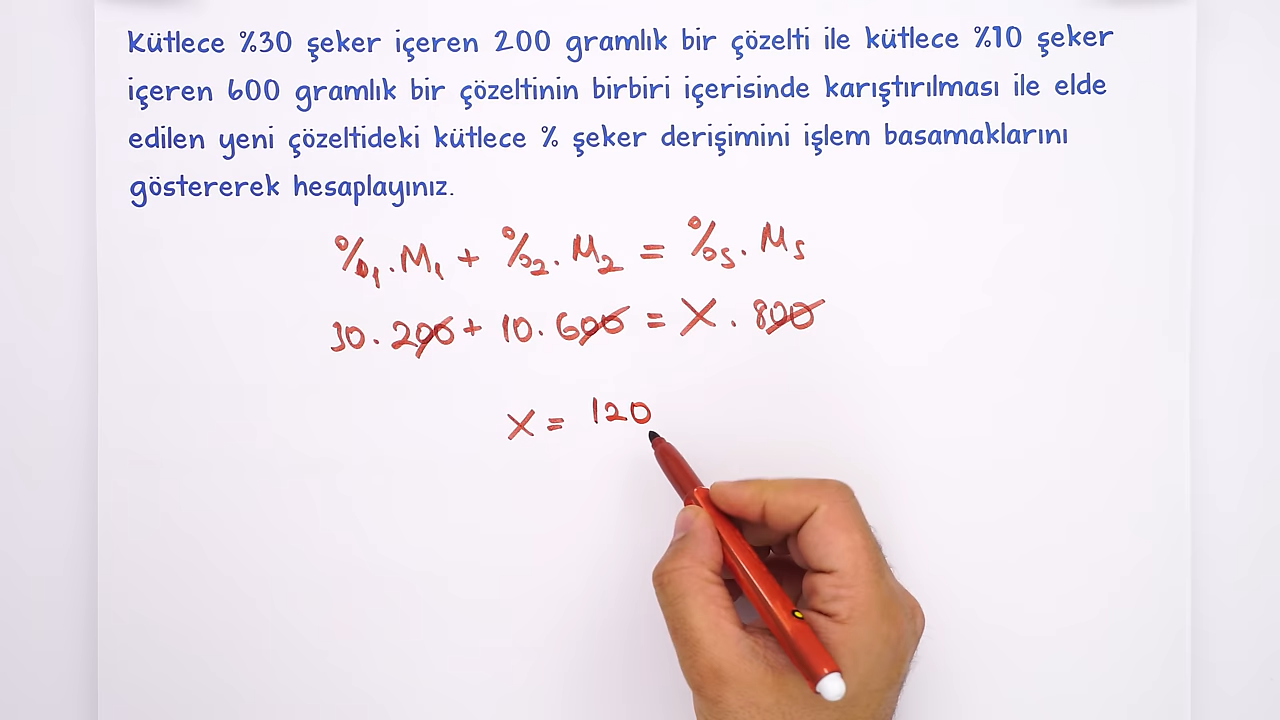 Kütlece %30 şeker içeren 200 gramlık bir çözelti ile kütlece %10 şeker
içeren 600 gramlık bir çözeltinin birbiri içerisinde karıştırılması ile elde
edilen yeni çözeltideki kütlece % şeker derişimini işlem basamaklarını
göstererek hesaplayınız.
%₁.M₁ + %₂.M₂ = %ₛ.Mₛ
30.200 + 10.600 = X.800
X = 120